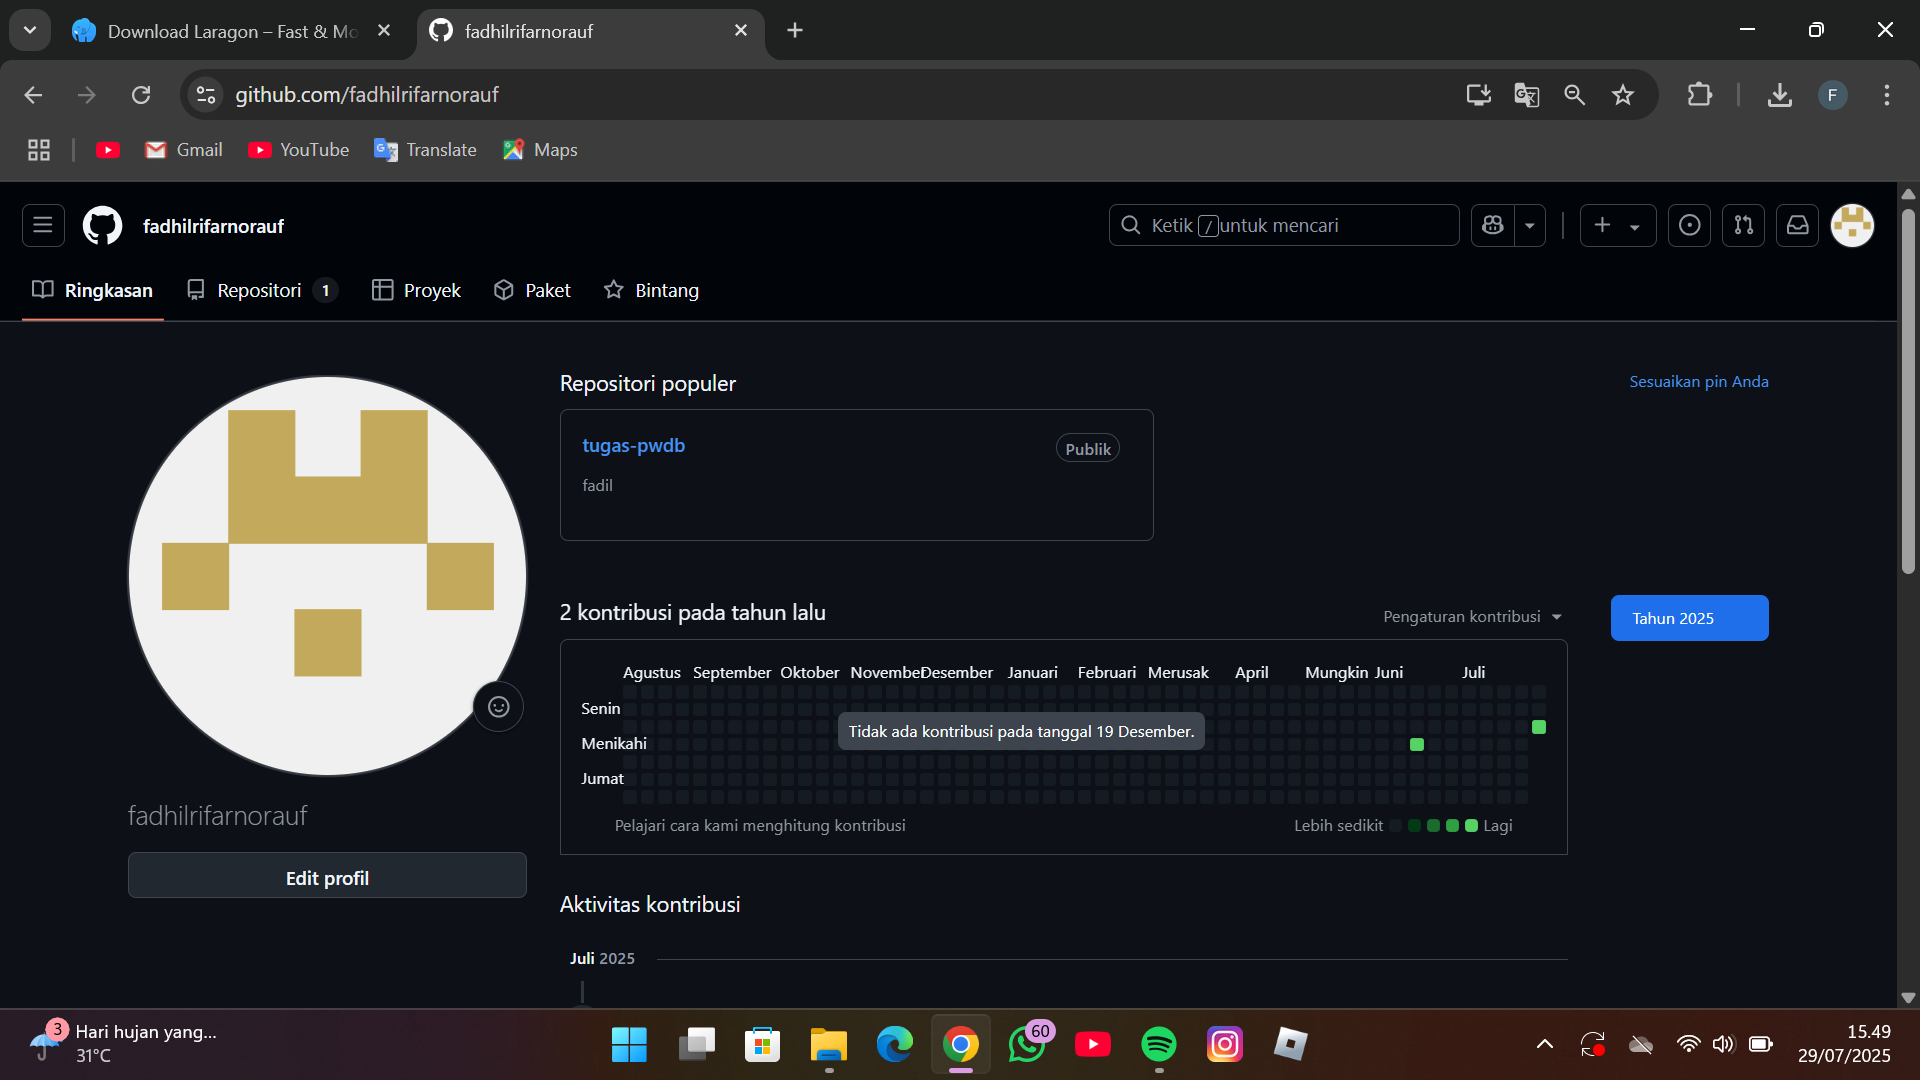 Download Laragon – Fast & Mo
fadhilrifarnorauf
github.com/fadhilrifarnorauf
F
Gmail
YouTube
Translate
Maps
fadhilrifarnorauf
Ketik / untuk mencari
Ringkasan
Repositori 1
Proyek
Paket
Bintang
Repositori populer
Sesuaikan pin Anda
tugas-pwdb
Publik
fadil
2 kontribusi pada tahun lalu
Pengaturan kontribusi
Tahun 2025
Agustus September Oktober November Desember Januari Februari Merusak April Mungkin Juni Juli
Senin
Tidak ada kontribusi pada tanggal 19 Desember.
Menikahi
Jumat
Pelajari cara kami menghitung kontribusi
Lebih sedikit
Lagi
fadhilrifarnorauf
Edit profil
Aktivitas kontribusi
Juli 2025
3
Hari hujan yang...
31°C
60
15.49
29/07/2025